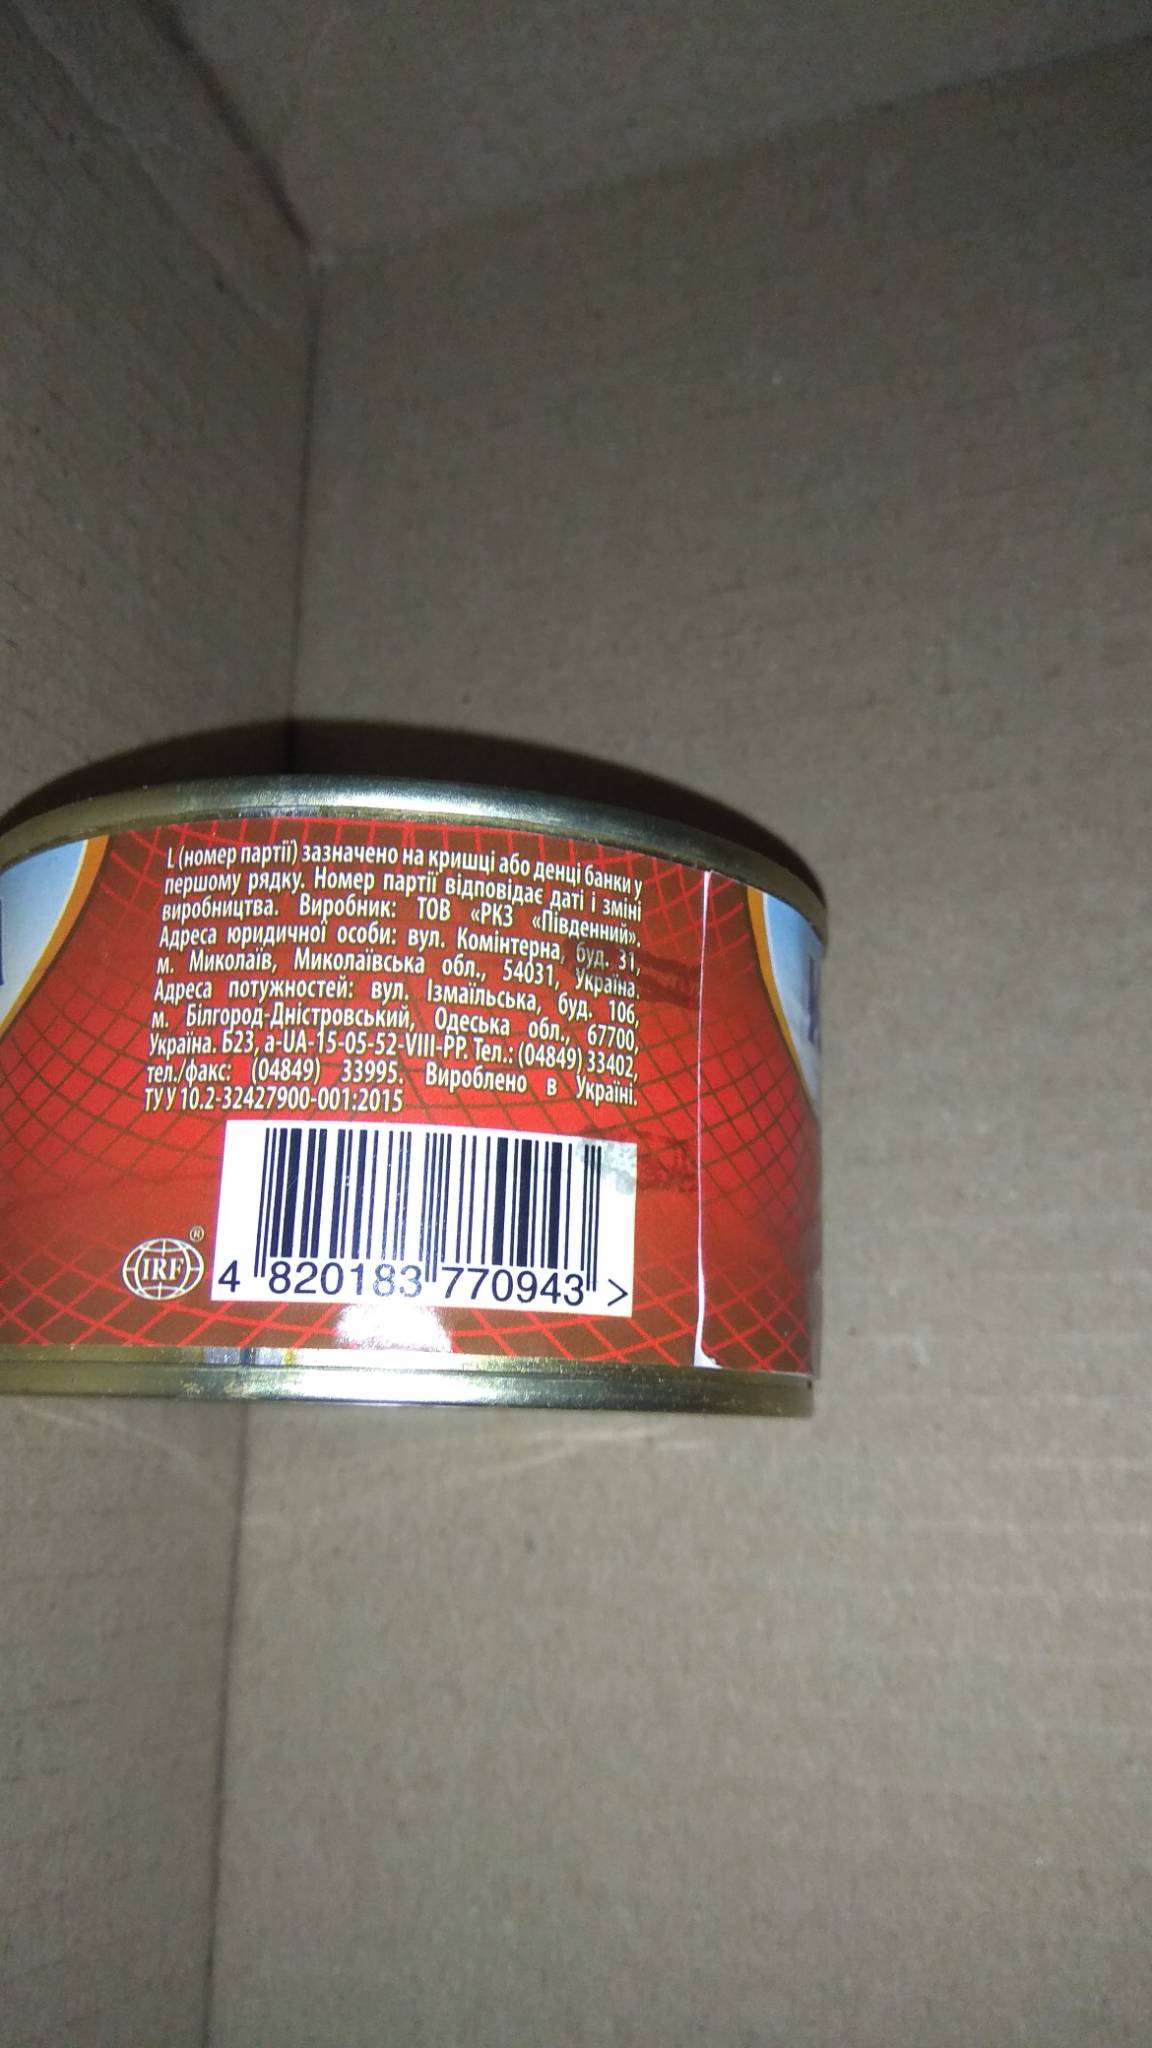 L (номер партії) зазначено на кришці або денці банки у
першому рядку. Номер партії відповідає даті і зміні
виробництва. Виробник: ТОВ «РКЗ «Південний».
Адреса юридичної особи: вул. Комінтерна, буд. 31,
м. Миколаїв, Миколаївська обл., 54031, Україна.
Адреса потужностей: вул. Ізмаїльська, буд. 106,
м. Білгород-Дністровський, Одеська обл., 67700,
Україна. Б23, a-UA-15-05-52-VIII-PP. Тел.: (04849) 33402,
тел./факс: (04849) 33995. Вироблено в Україні.
ТУ У 10.2-32427900-001:2015
IRF ®
4 820183 770943 >